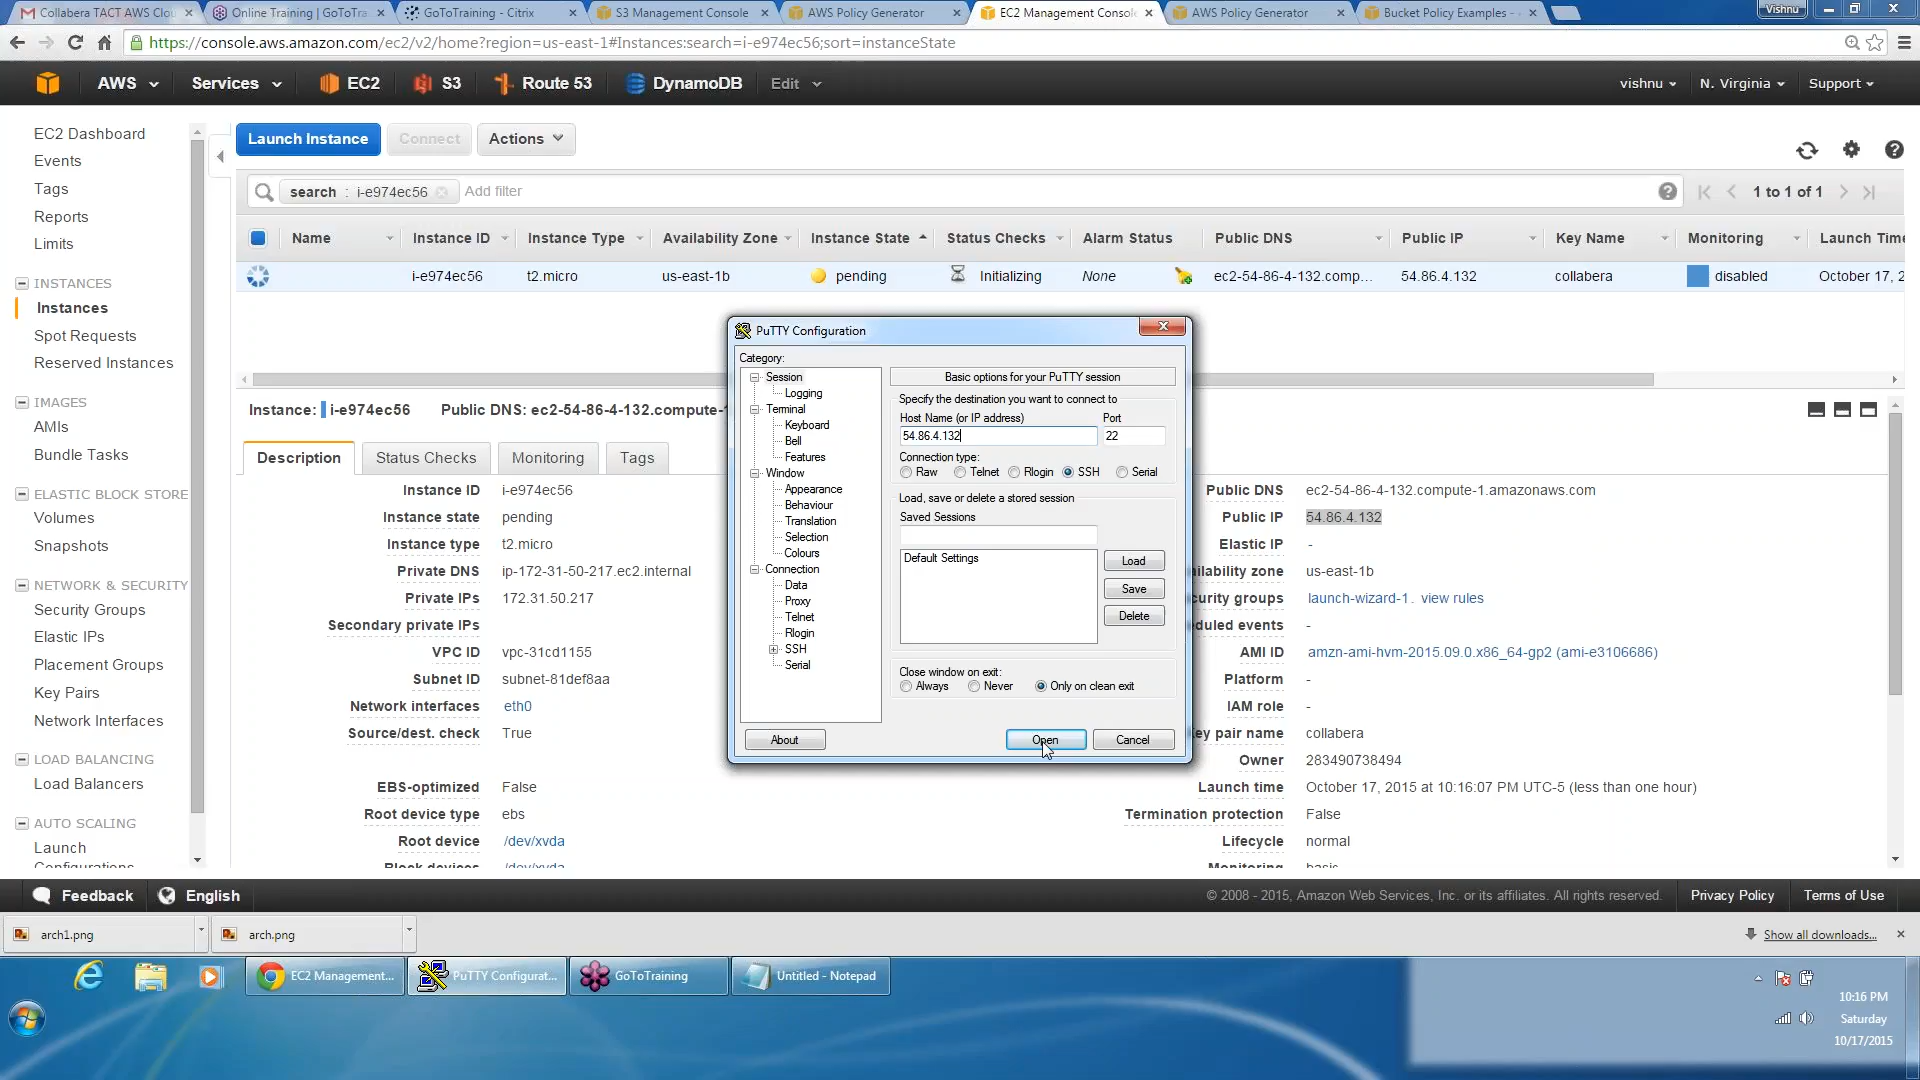 Collabera TACT AWS Clou
Online Training | GoToTra
GoToTraining - Citrix
S3 Management Console
AWS Policy Generator
EC2 Management Consol
AWS Policy Generator
Bucket Policy Examples -
Vishnu
https://console.aws.amazon.com/ec2/v2/home?region=us-east-1#Instances:search=i-e974ec56;sort=instanceState
AWS
Services
EC2
S3
Route 53
DynamoDB
Edit
vishnu
N. Virginia
Support
EC2 Dashboard
Events
Tags
Reports
Limits
INSTANCES
Instances
Spot Requests
Reserved Instances
IMAGES
AMIs
Bundle Tasks
ELASTIC BLOCK STORE
Volumes
Snapshots
NETWORK & SECURITY
Security Groups
Elastic IPs
Placement Groups
Key Pairs
Network Interfaces
LOAD BALANCING
Load Balancers
AUTO SCALING
Launch
Configurations
Launch Instance
Connect
Actions
search : i-e974ec56
Add filter
1 to 1 of 1
Name Instance ID Instance Type Availability Zone Instance State Status Checks Alarm Status Public DNS Public IP Key Name Monitoring Launch Time
i-e974ec56 t2.micro us-east-1b pending Initializing None ec2-54-86-4-132.comp... 54.86.4.132 collabera disabled October 17, 2
Instance: i-e974ec56 Public DNS: ec2-54-86-4-132.compute-
Description
Status Checks
Monitoring
Tags
Instance ID i-e974ec56
Instance state pending
Instance type t2.micro
Private DNS ip-172-31-50-217.ec2.internal
Private IPs 172.31.50.217
Secondary private IPs
VPC ID vpc-31cd1155
Subnet ID subnet-81def8aa
Network interfaces eth0
Source/dest. check True
EBS-optimized False
Root device type ebs
Root device /dev/xvda
Block devices /dev/xvda
Public DNS ec2-54-86-4-132.compute-1.amazonaws.com
Public IP 54.86.4.132
Elastic IP -
ilability zone us-east-1b
curity groups launch-wizard-1. view rules
eduled events -
AMI ID amzn-ami-hvm-2015.09.0.x86_64-gp2 (ami-e3106686)
Platform -
IAM role -
ey pair name collabera
Owner 283490738494
Launch time October 17, 2015 at 10:16:07 PM UTC-5 (less than one hour)
Termination protection False
Lifecycle normal
Monitoring basic
PuTTY Configuration
Category:
Session
Logging
Terminal
Keyboard
Bell
Features
Window
Appearance
Behaviour
Translation
Selection
Colours
Connection
Data
Proxy
Telnet
Rlogin
SSH
Serial
Basic options for your PuTTY session
Specify the destination you want to connect to
Host Name (or IP address) Port
54.86.4.132 22
Connection type:
Raw Telnet Rlogin SSH Serial
Load, save or delete a stored session
Saved Sessions
Default Settings
Load
Save
Delete
Close window on exit:
Always Never Only on clean exit
About
Open
Cancel
Feedback
English
© 2008 - 2015, Amazon Web Services, Inc. or its affiliates. All rights reserved.
Privacy Policy
Terms of Use
arch1.png
arch.png
Show all downloads...
EC2 Management...
PuTTY Configurat...
GoToTraining
Untitled - Notepad
10:16 PM
Saturday
10/17/2015